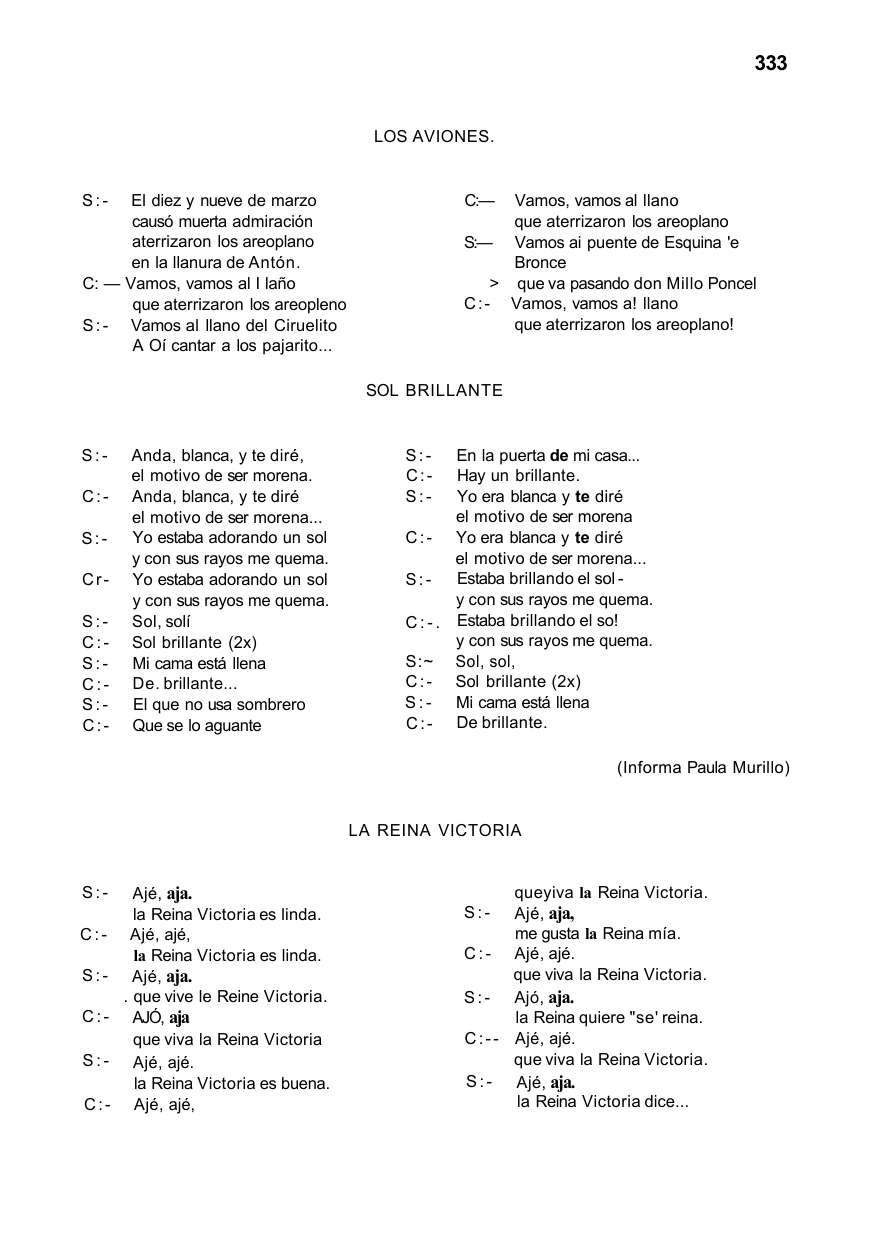 333
LOS AVIONES.
S:- El diez y nueve de marzo
causó muerta admiración
aterrizaron los areoplano
en la llanura de Antón.
C: — Vamos, vamos al I laño
que aterrizaron los areopleno
S:- Vamos al llano del Ciruelito
A Oí cantar a los pajarito...
C:— Vamos, vamos al llano
que aterrizaron los areoplano
S:— Vamos ai puente de Esquina 'e
Bronce
> que va pasando don Millo Poncel
C:- Vamos, vamos a! llano
que aterrizaron los areoplano!
SOL BRILLANTE
S:- Anda, blanca, y te diré,
el motivo de ser morena.
C:- Anda, blanca, y te diré
el motivo de ser morena...
S:- Yo estaba adorando un sol
y con sus rayos me quema.
Cr- Yo estaba adorando un sol
y con sus rayos me quema.
S:- Sol, solí
C:- Sol brillante (2x)
S:- Mi cama está llena
C:- De. brillante...
S:- El que no usa sombrero
C:- Que se lo aguante
S:- En la puerta de mi casa...
C:- Hay un brillante.
S:- Yo era blanca y te diré
el motivo de ser morena
C:- Yo era blanca y te diré
el motivo de ser morena...
S:- Estaba brillando el sol -
y con sus rayos me quema.
C:-. Estaba brillando el so!
y con sus rayos me quema.
S:~ Sol, sol,
C:- Sol brillante (2x)
S:- Mi cama está llena
C:- De brillante.
(Informa Paula Murillo)
LA REINA VICTORIA
S:- Ajé, aja.
la Reina Victoria es linda.
C:- Ajé, ajé,
la Reina Victoria es linda.
S:- Ajé, aja.
. que vive le Reine Victoria.
C:- AJÓ, aja
que viva la Reina Victoria
S:- Ajé, ajé.
la Reina Victoria es buena.
C:- Ajé, ajé,
queyiva la Reina Victoria.
S:- Ajé, aja,
me gusta la Reina mía.
C:- Ajé, ajé.
que viva la Reina Victoria.
S:- Ajó, aja.
la Reina quiere "se' reina.
C:-- Ajé, ajé.
que viva la Reina Victoria.
S:- Ajé, aja.
la Reina Victoria dice...